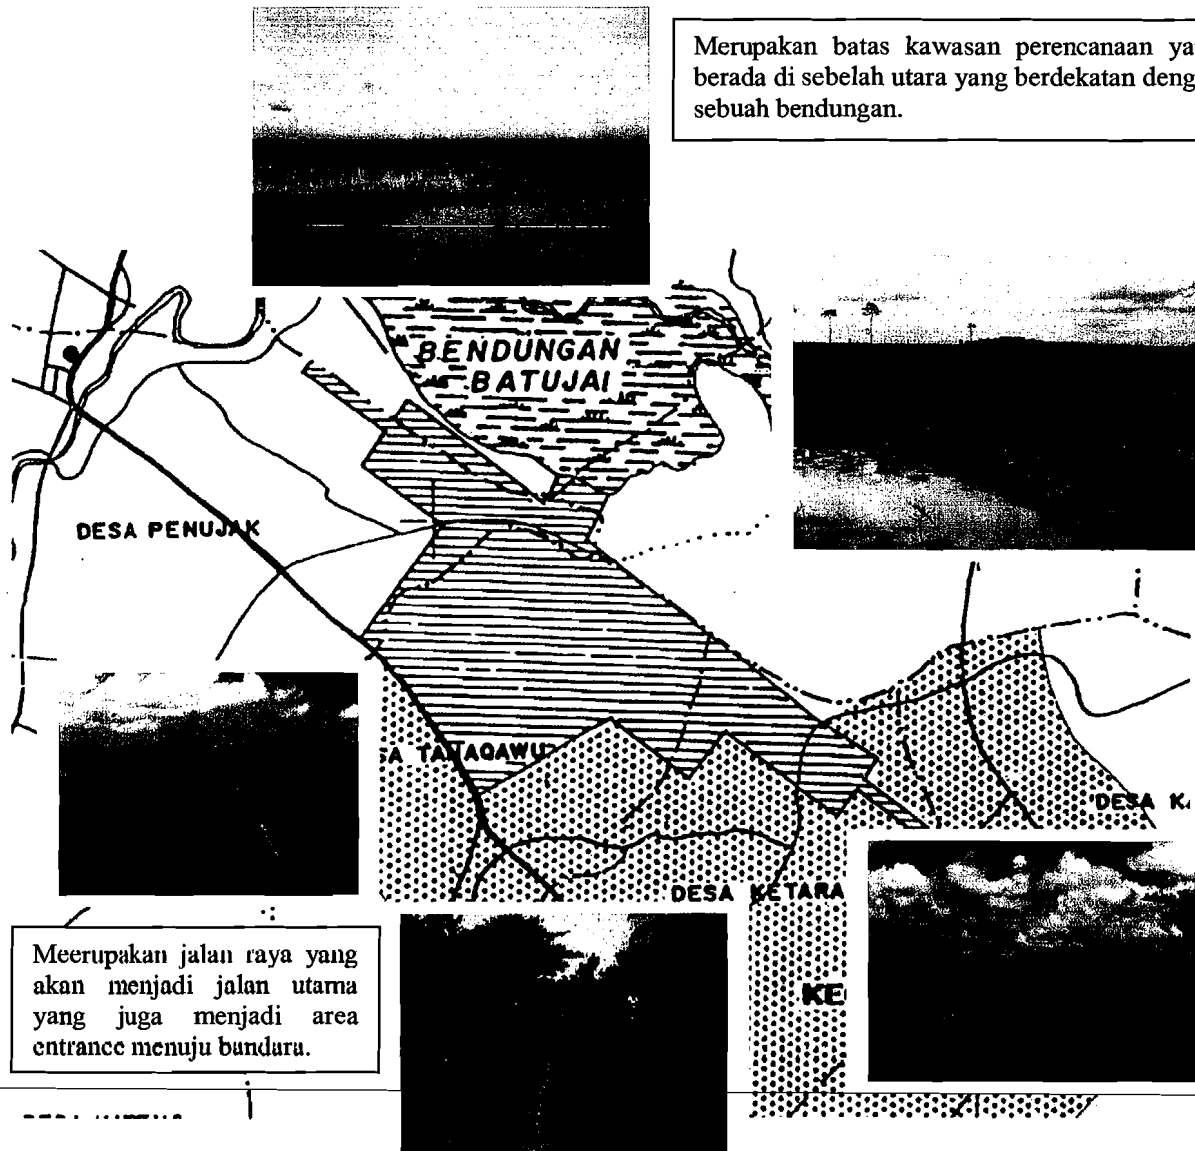 Merupakan batas kawasan perencanaan ya
berada di sebelah utara yang berdekatan deng
sebuah bendungan.
BENDUNGAN
BATUJAI
DESA PENUJAK
DESA K
DESA KETARA
KE
Meerupakan jalan raya yang
akan menjadi jalan utama
yang juga menjadi area
entrance menuju bandara.